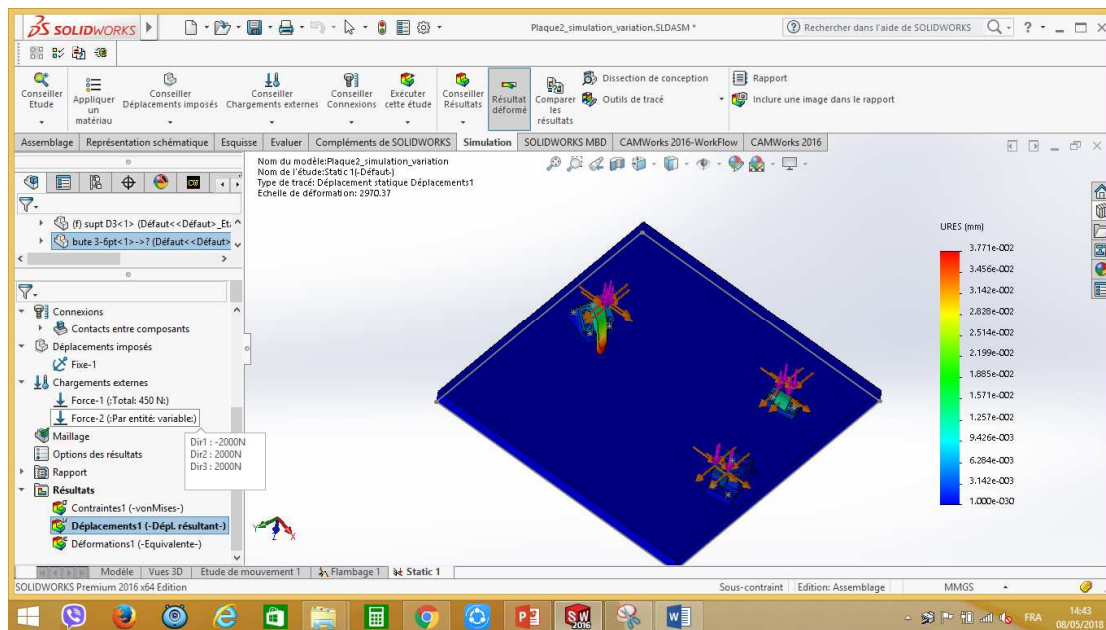 SOLIDWORKS
Plaque2_simulation_variation.SLDASM *
Rechercher dans l'aide de SOLIDWORKS
Conseiller Etude
Appliquer un matériau
Conseiller Déplacements imposés
Conseiller Chargements externes
Conseiller Connexions
Exécuter cette étude
Conseiller Résultats
Résultat déformé
Comparer les résultats
Dissection de conception
Outils de tracé
Rapport
Inclure une image dans le rapport
Assemblage Représentation schématique Esquisse Evaluer Compléments de SOLIDWORKS Simulation SOLIDWORKS MBD CAMWorks 2016-WorkFlow CAMWorks 2016
Nom du modèle:Plaque2_simulation_variation
Nom de l'étude:Static 1(-Défaut-)
Type de tracé: Déplacement statique Déplacements1
Echelle de déformation: 2970.37
(f) supt D3<1> (Défaut<<Défaut>_Et
bute 3-6pt<1>->? (Défaut<<Défaut>
Connexions
Contacts entre composants
Déplacements imposés
Fixe-1
Chargements externes
Force-1 (:Total: 450 N:)
Force-2 (:Par entité: variable:)
Maillage
Dir1 : -2000N
Dir2 : 2000N
Dir3 : 2000N
Options des résultats
Rapport
Résultats
Contraintes1 (-vonMises-)
Déplacements1 (-Dépl. résultant-)
Déformations1 (-Equivalente-)
URES (mm)
3.771e-002
3.456e-002
3.142e-002
2.828e-002
2.514e-002
2.199e-002
1.885e-002
1.571e-002
1.257e-002
9.426e-003
6.284e-003
3.142e-003
1.000e-030
Y
Z
X
Modèle Vues 3D Etude de mouvement 1 Flambage 1 Static 1
SOLIDWORKS Premium 2016 x64 Edition
Sous-contraint Edition: Assemblage MMGS
FRA
14:43
08/05/2018